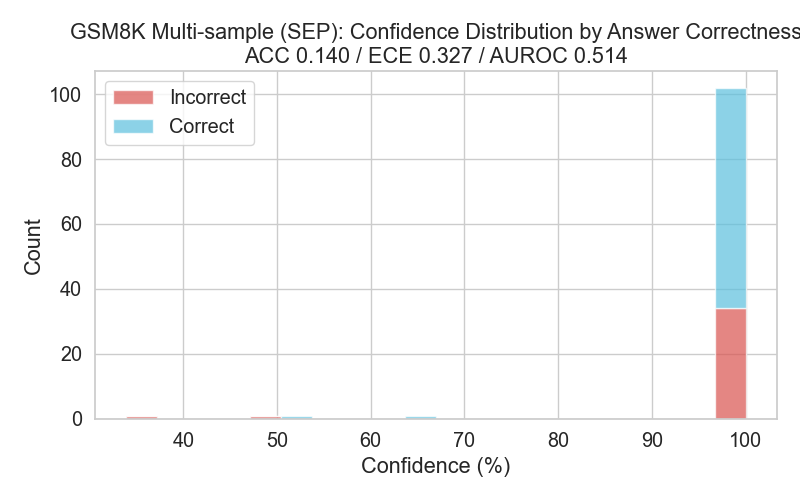 GSM8K Multi-sample (SEP): Confidence Distribution by Answer Correctness
ACC 0.140 / ECE 0.327 / AUROC 0.514
Incorrect
Correct
100
80
60
40
20
0
Count
40 50 60 70 80 90 100
Confidence (%)